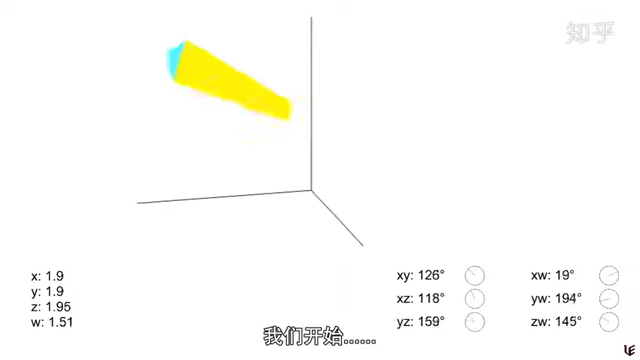 知乎
x: 1.9
y: 1.9
z: 1.95
w: 1.51
xy: 126°
xz: 118°
yz: 159°
xw: 19°
yw: 194°
zw: 145°
我们开始......